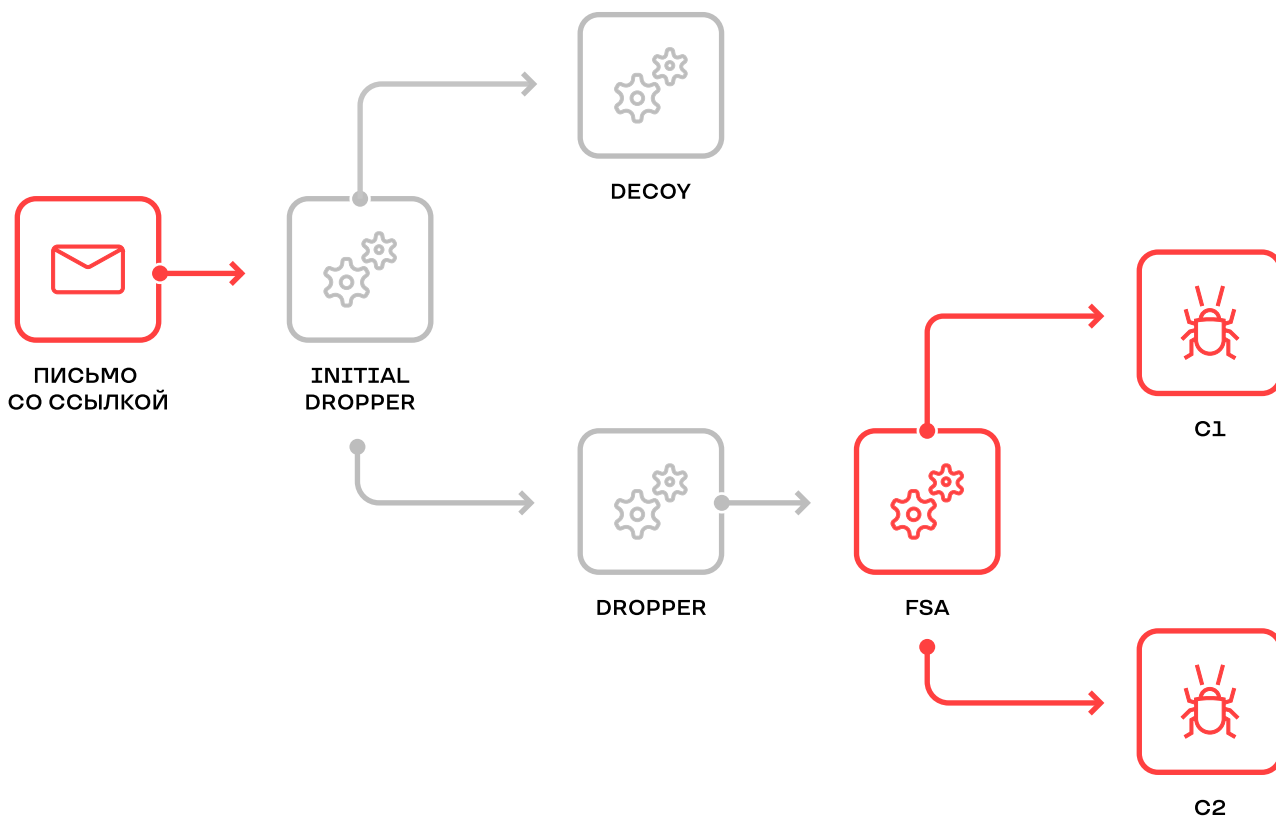 DECOY
ПИСЬМО
СО ССЫЛКОЙ
INITIAL
DROPPER
C1
DROPPER
FSA
C2